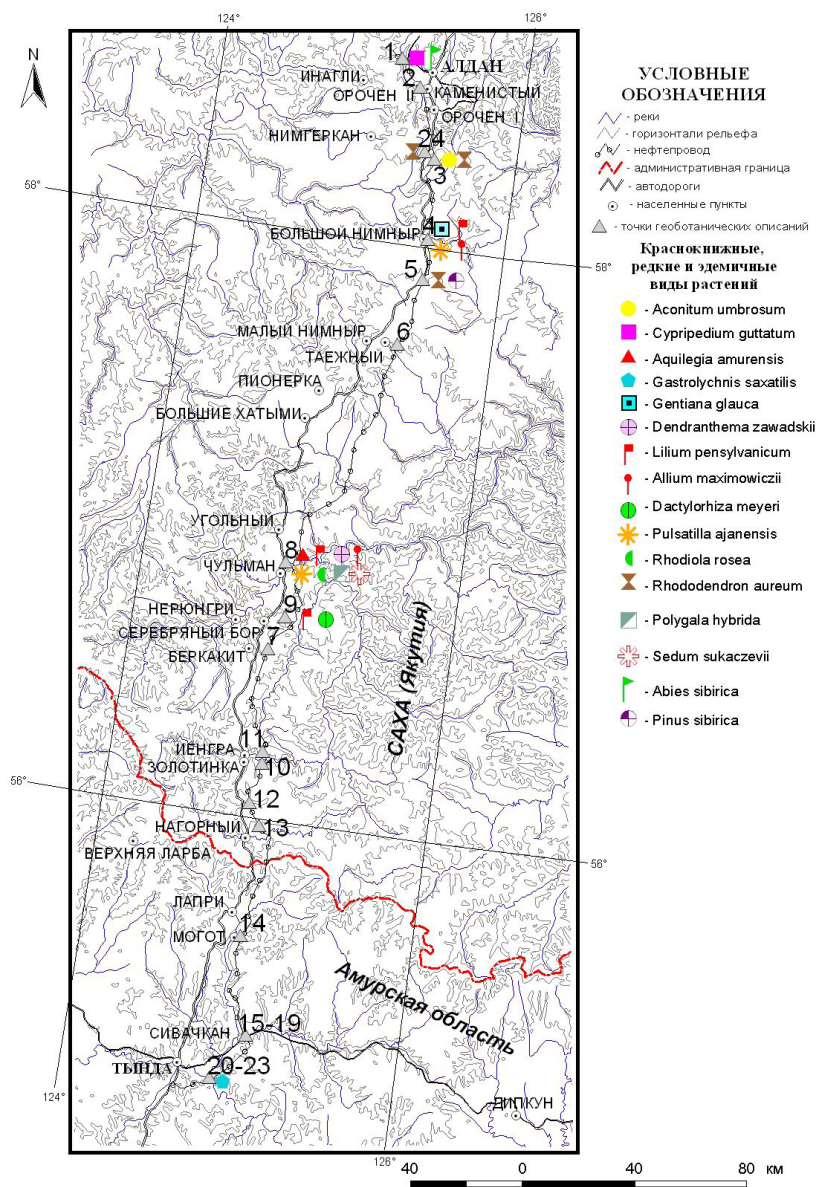 124°
126°
N
1
АЛДАН
ИНАГЛИ
2
КАМЕНИСТЫЙ
ОРОЧЕН II
ОРОЧЕН I
НИМГЕРКАН
24
3
58°
4
БОЛЬШОЙ НИМНЫР
58°
5
МАЛЫЙ НИМНЫР
6
ТАЕЖНЫЙ
ПИОНЕРКА
БОЛЬШИЕ ХАТЫМИ
УГОЛЬНЫЙ
8
ЧУЛЬМАН
НЕРЮНГРИ
9
СЕРЕБРЯНЫЙ БОР
7
БЕРКАКИТ
САХА (Якутия)
11
ИЕНГРА
ЗОЛОТИНКА
10
56°
12
НАГОРНЫЙ
13
ВЕРХНЯЯ ЛАРБА
56°
ЛАПРИ
14
МОГОТ
Амурская область
СИВАЧКАН
15-19
ТЫНДА
20-23
124°
ДИПКУН
126°
40 0 40 80 км
УСЛОВНЫЕ
ОБОЗНАЧЕНИЯ
- реки
- горизонтали рельефа
- нефтепровод
- административная граница
- автодороги
- населенные пункты
- точки геоботанических описаний
Краснокнижные,
редкие и эдемичные
виды растений
- Aconitum umbrosum
- Cypripedium guttatum
- Aquilegia amurensis
- Gastrolychnis saxatilis
- Gentiana glauca
- Dendranthema zawadskii
- Lilium pensylvanicum
- Allium maximowiczii
- Dactylorhiza meyeri
- Pulsatilla ajanensis
- Rhodiola rosea
- Rhododendron aureum
- Polygala hybrida
- Sedum sukaczevii
- Abies sibirica
- Pinus sibirica